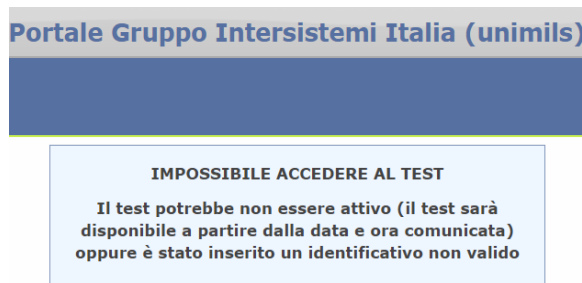 Portale Gruppo Intersistemi Italia (unimils)
IMPOSSIBILE ACCEDERE AL TEST
Il test potrebbe non essere attivo (il test sarà
disponibile a partire dalla data e ora comunicata)
oppure è stato inserito un identificativo non valido